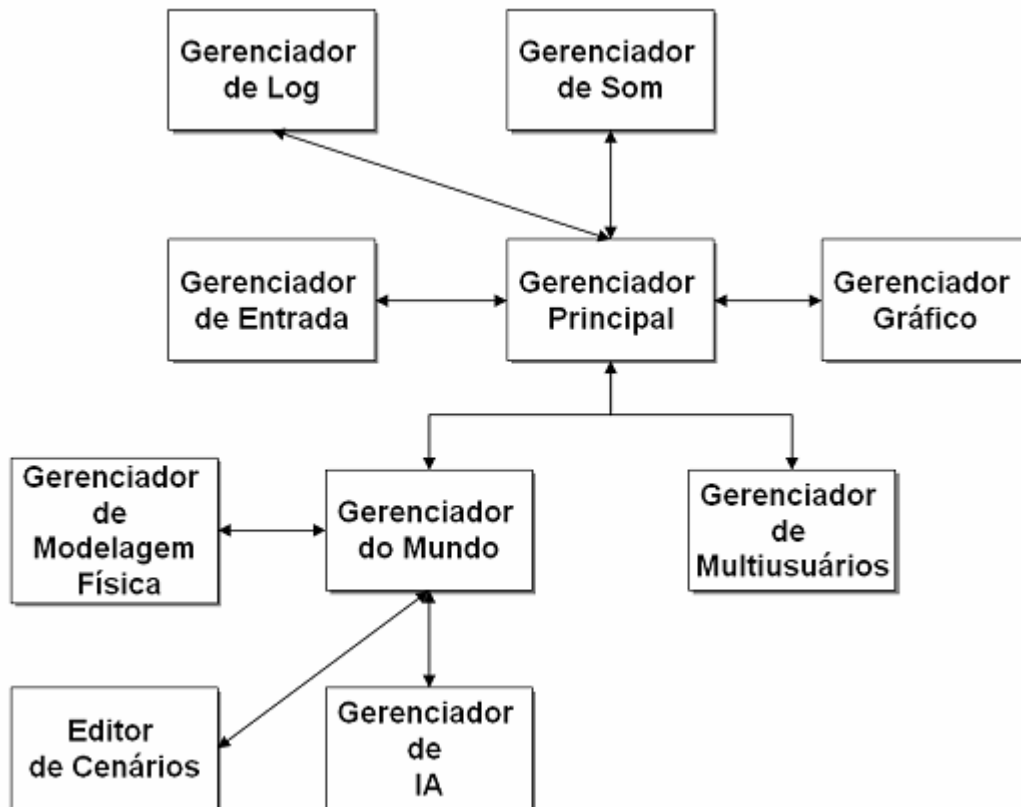 Gerenciador
de Log
Gerenciador
de Som
Gerenciador
de Entrada
Gerenciador
Principal
Gerenciador
Gráfico
Gerenciador
de
Modelagem
Física
Gerenciador
do Mundo
Gerenciador
de
Multiusuários
Editor
de Cenários
Gerenciador
de
IA